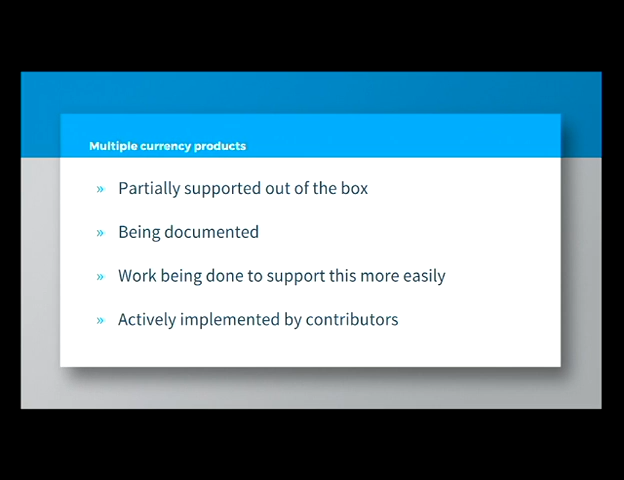 Multiple currency products
» Partially supported out of the box
» Being documented
» Work being done to support this more easily
» Actively implemented by contributors